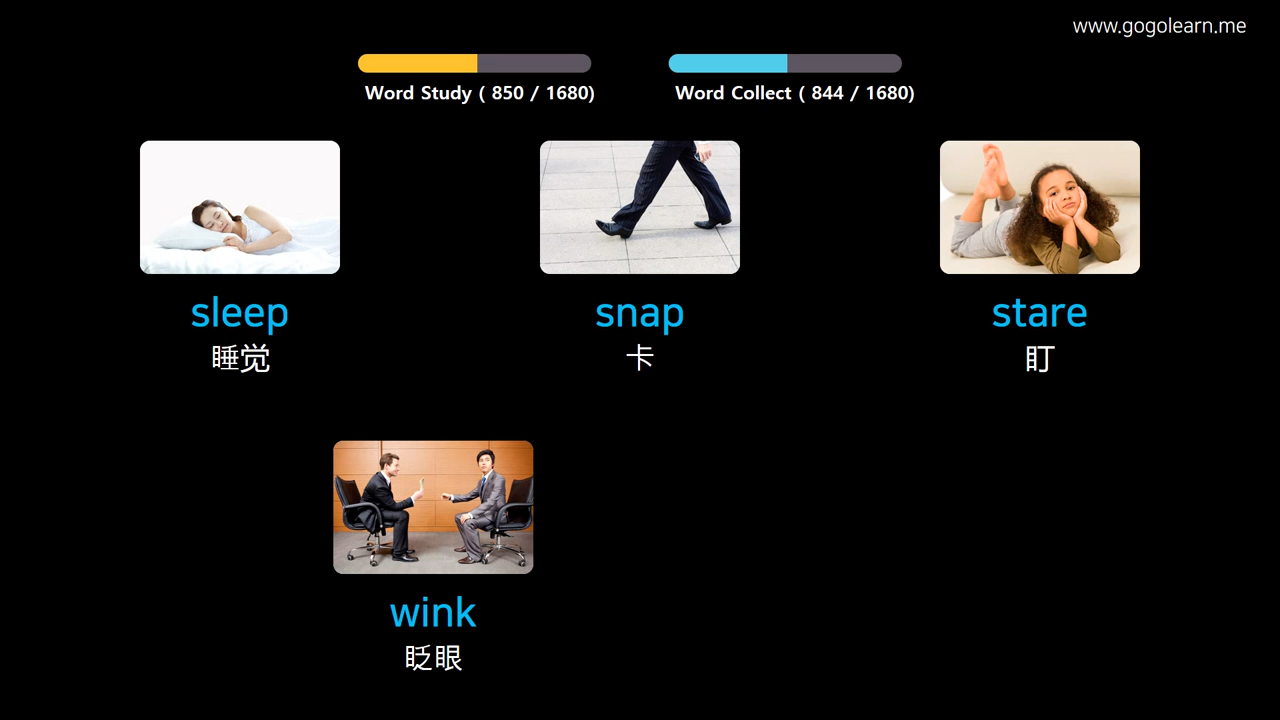 www.gogolearn.me
Word Study ( 850 / 1680)
Word Collect ( 844 / 1680)
sleep
睡觉
snap
卡
stare
盯
wink
眨眼